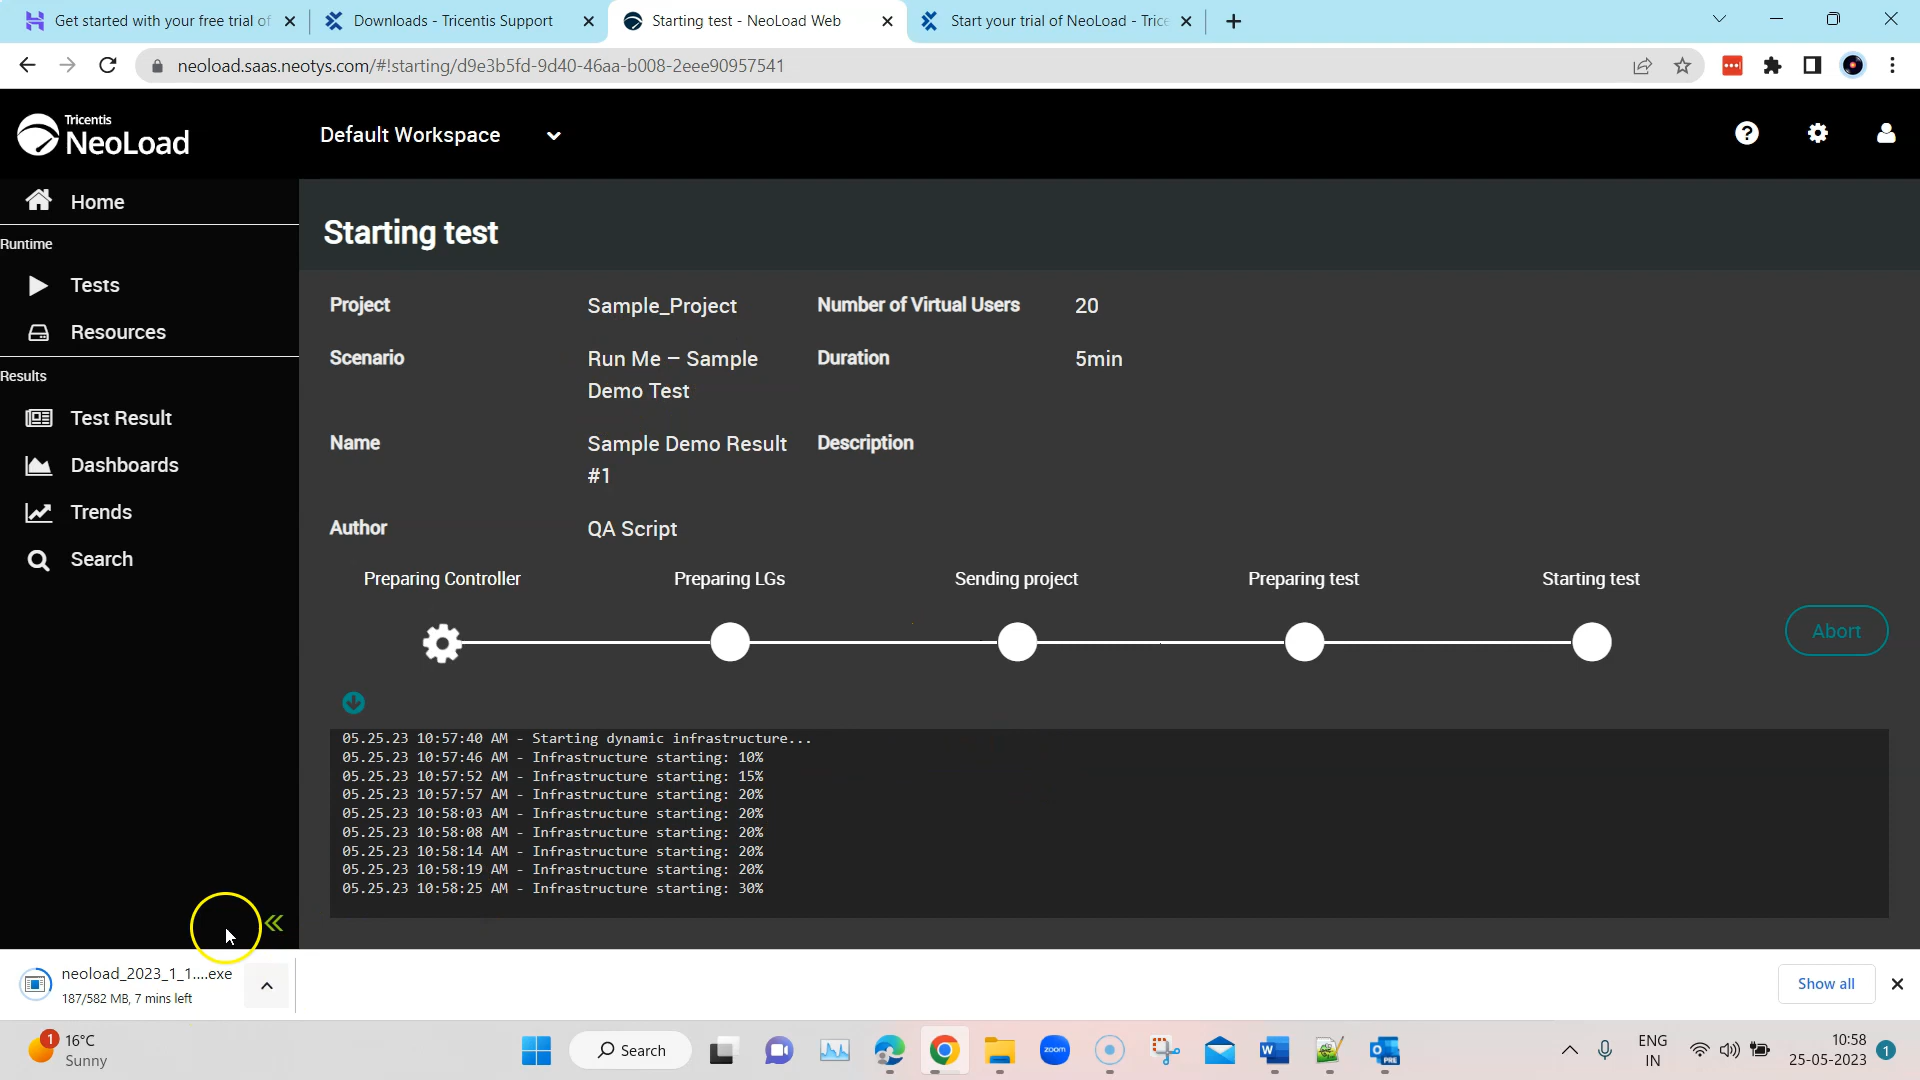 Get started with your free trial of
Downloads - Tricentis Support
Starting test - NeoLoad Web
Start your trial of NeoLoad - Trice
neoload.saas.neotys.com/#!starting/d9e3b5fd-9d40-46aa-b008-2eee90957541
Tricentis
NeoLoad
Default Workspace
Home
Runtime
Tests
Resources
Results
Test Result
Dashboards
Trends
Search
Starting test
Project
Sample_Project
Number of Virtual Users
20
Scenario
Run Me – Sample
Demo Test
Duration
5min
Name
Sample Demo Result
#1
Description
Author
QA Script
Preparing Controller
Preparing LGs
Sending project
Preparing test
Starting test
Abort
05.25.23 10:57:40 AM - Starting dynamic infrastructure...
05.25.23 10:57:46 AM - Infrastructure starting: 10%
05.25.23 10:57:52 AM - Infrastructure starting: 15%
05.25.23 10:57:57 AM - Infrastructure starting: 20%
05.25.23 10:58:03 AM - Infrastructure starting: 20%
05.25.23 10:58:08 AM - Infrastructure starting: 20%
05.25.23 10:58:14 AM - Infrastructure starting: 20%
05.25.23 10:58:19 AM - Infrastructure starting: 20%
05.25.23 10:58:25 AM - Infrastructure starting: 30%
neoload_2023_1_1....exe
187/582 MB, 7 mins left
Show all
1
16°C
Sunny
Search
zoom
PRE
ENG
IN
10:58
25-05-2023
1